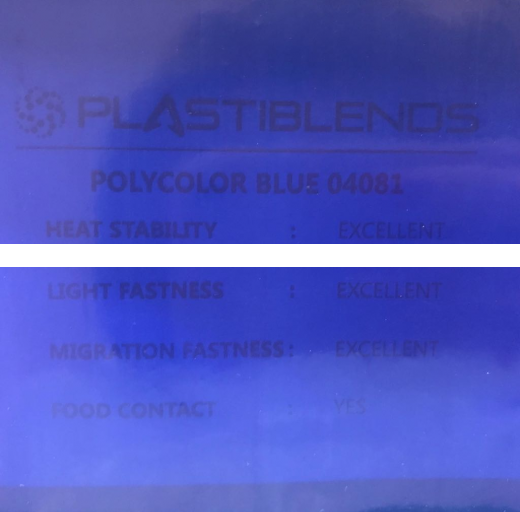 PLASTIBLENDS
POLYCOLOR BLUE 04081
HEAT STABILITY : EXCELLENT
LIGHT FASTNESS : EXCELLENT
MIGRATION FASTNESS : EXCELLENT
FOOD CONTACT : YES